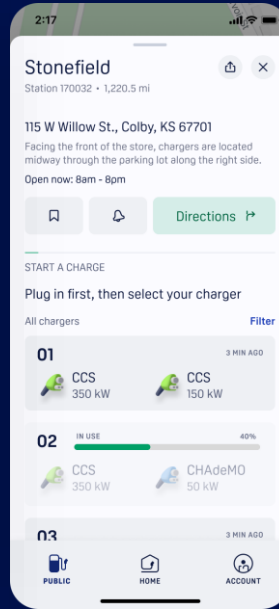 2:17
Stonefield
Station 170032 • 1,220.5 mi
115 W Willow St., Colby, KS 67701
Facing the front of the store, chargers are located
midway through the parking lot along the right side.
Open now: 8am - 8pm
Directions
START A CHARGE
Plug in first, then select your charger
All chargers
Filter
01
3 MIN AGO
CCS
350 kW
CCS
150 kW
02
IN USE
40%
CCS
350 kW
CHAdeMO
50 kW
03
3 MIN AGO
PUBLIC
HOME
ACCOUNT